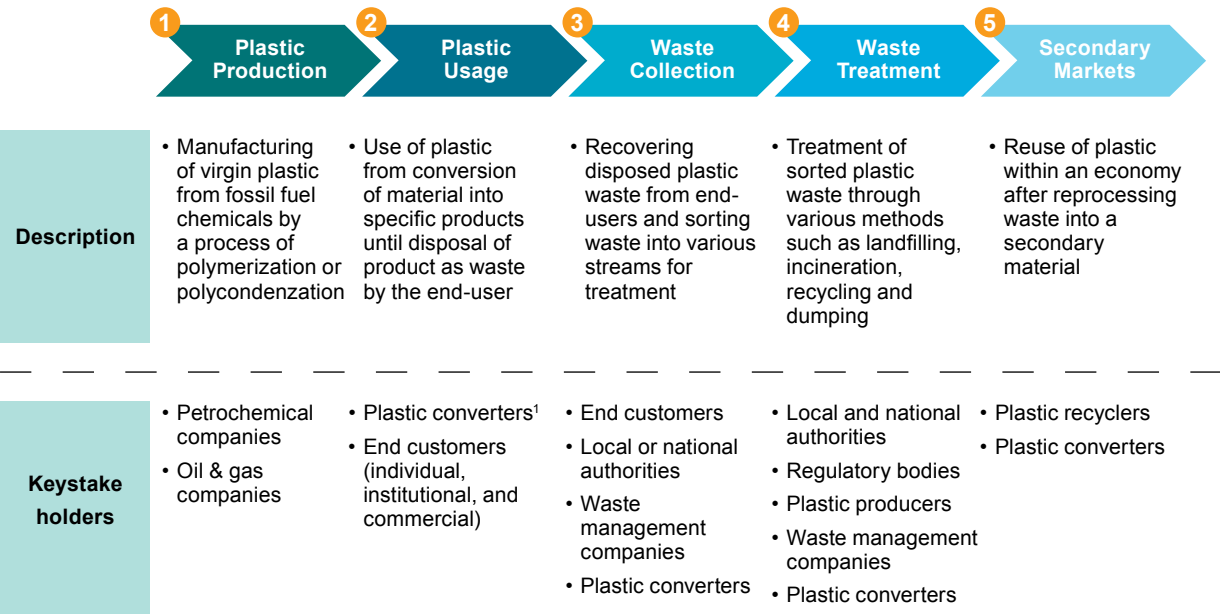 1
Plastic
Production
2
Plastic
Usage
3
Waste
Collection
4
Waste
Treatment
5
Secondary
Markets
Description
• Manufacturing
of virgin plastic
from fossil fuel
chemicals by
a process of
polymerization or
polycondenzation
• Use of plastic
from conversion
of material into
specific products
until disposal of
product as waste
by the end-user
• Recovering
disposed plastic
waste from end-
users and sorting
waste into various
streams for
treatment
• Treatment of
sorted plastic
waste through
various methods
such as landfilling,
incineration,
recycling and
dumping
• Reuse of plastic
within an economy
after reprocessing
waste into a
secondary
material
Keystake
holders
• Petrochemical
companies
• Oil & gas
companies
• Plastic converters¹
• End customers
(individual,
institutional, and
commercial)
• End customers
• Local or national
authorities
• Waste
management
companies
• Plastic converters
• Local and national
authorities
• Regulatory bodies
• Plastic producers
• Waste management
companies
• Plastic converters
• Plastic recyclers
• Plastic converters